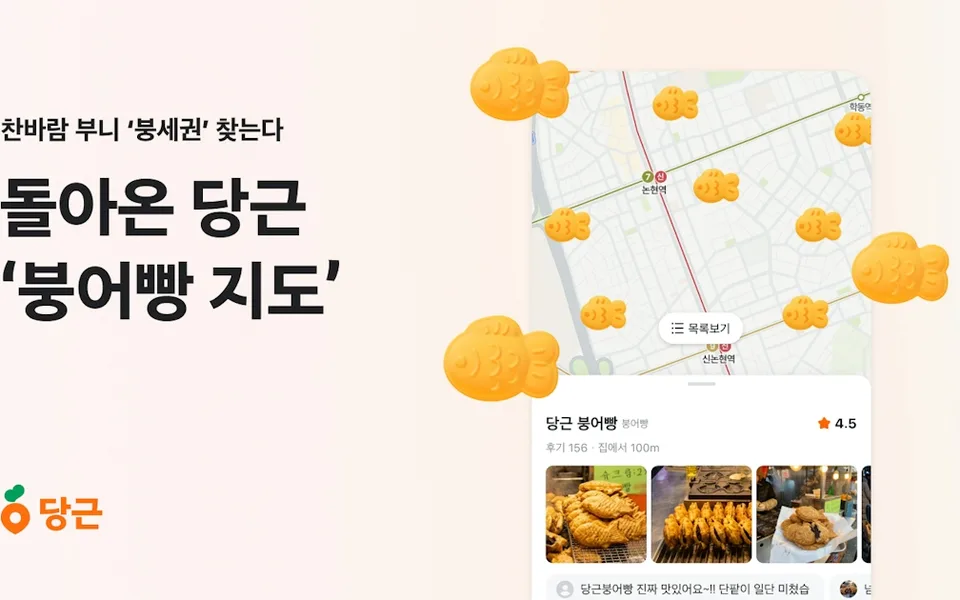 찬바람 부니 ‘붕세권’ 찾는다
돌아온 당근
‘붕어빵 지도’
당근
학동역
7 신
논현역
목록보기
신논현역
당근 붕어빵 붕어빵
4.5
후기 156 · 집에서 100m
당근붕어빵 진짜 맛있어요~!! 단팥이 일단 미쳤습